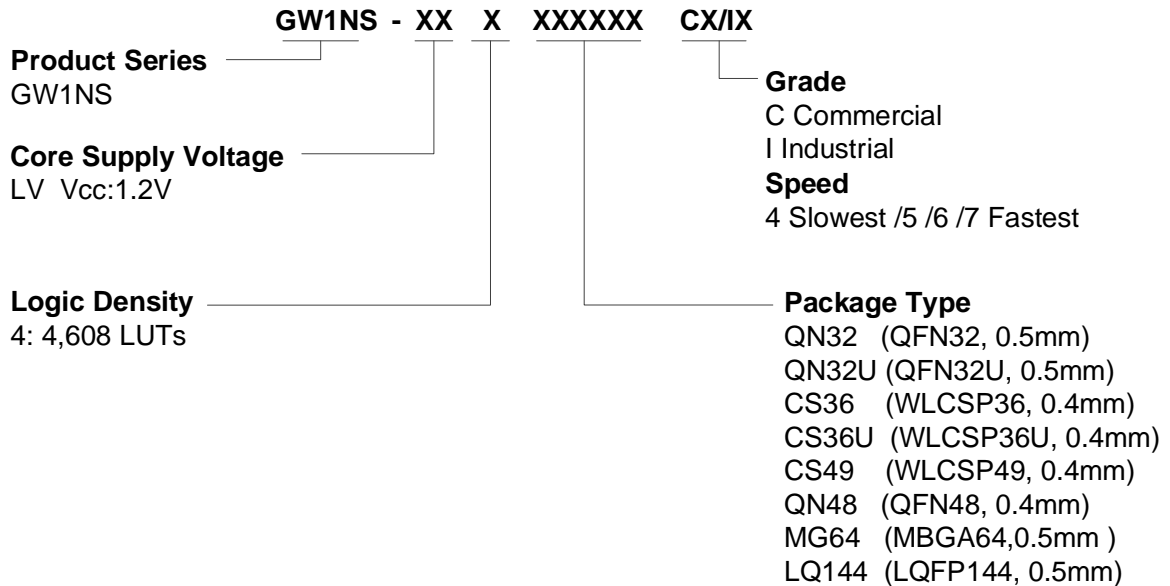 GW1NS - XX X XXXXXX CX/IX
Product Series
GW1NS
Core Supply Voltage
LV Vcc:1.2V
Logic Density
4: 4,608 LUTs
Grade
C Commercial
I Industrial
Speed
4 Slowest /5 /6 /7 Fastest
Package Type
QN32 (QFN32, 0.5mm)
QN32U (QFN32U, 0.5mm)
CS36 (WLCSP36, 0.4mm)
CS36U (WLCSP36U, 0.4mm)
CS49 (WLCSP49, 0.4mm)
QN48 (QFN48, 0.4mm)
MG64 (MBGA64,0.5mm )
LQ144 (LQFP144, 0.5mm)